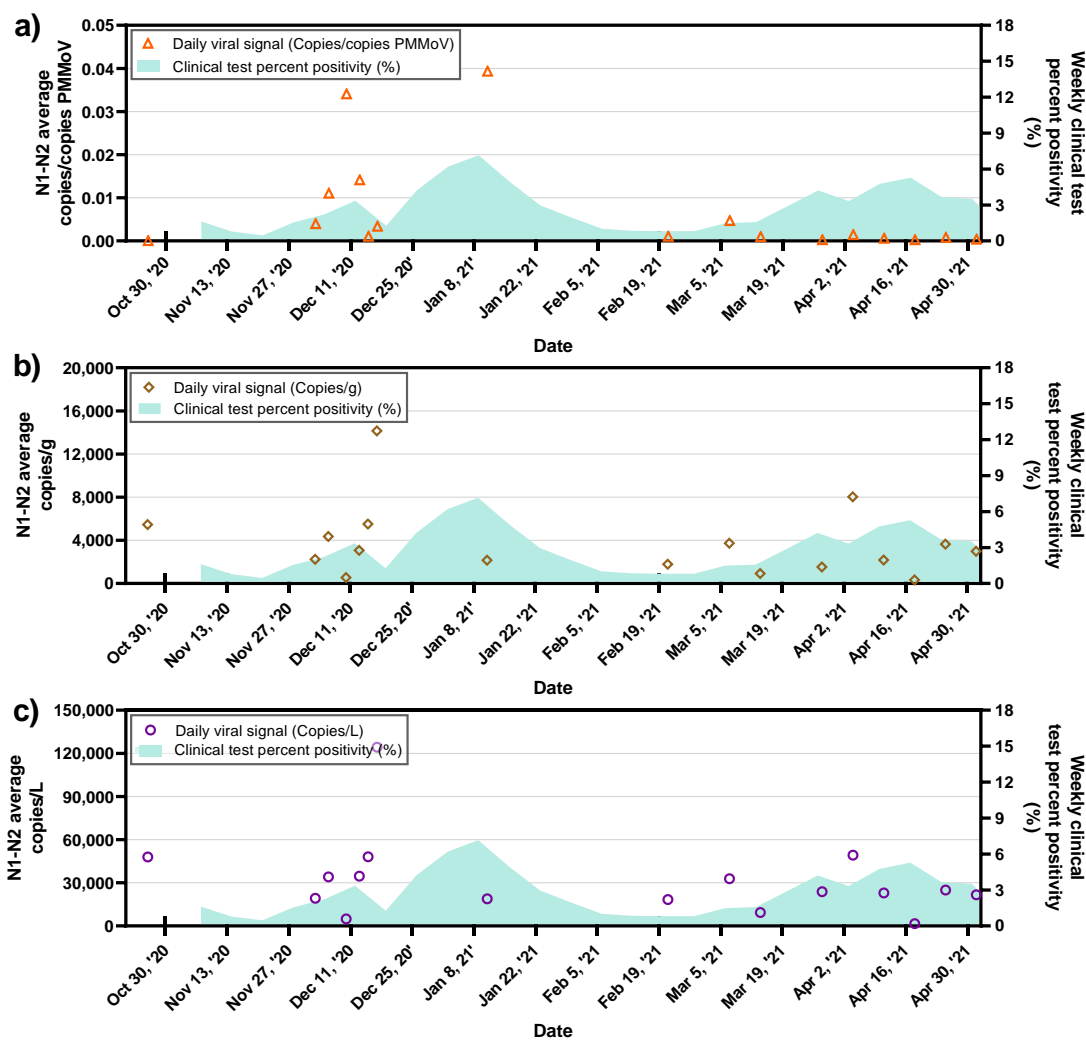 a)
N1-N2 average
copies/copies PMMoV
0.05
0.04
0.03
0.02
0.01
0.00
Daily viral signal (Copies/copies PMMoV)
Clinical test percent positivity (%)
18
15
12
9
6
3
0
Weekly clinical test
percent positivity
(%)
Oct 30, '20
Nov 13, '20
Nov 27, '20
Dec 11, '20
Dec 25, 20'
Jan 8, 21'
Jan 22, '21
Feb 5, '21
Feb 19, '21
Mar 5, '21
Mar 19, '21
Apr 2, '21
Apr 16, '21
Apr 30, '21
Date
b)
N1-N2 average
copies/g
20,000
16,000
12,000
8,000
4,000
0
Daily viral signal (Copies/g)
Clinical test percent positivity (%)
18
15
12
9
6
3
0
Weekly clinical
test percent positivity
(%)
Oct 30, '20
Nov 13, '20
Nov 27, '20
Dec 11, '20
Dec 25, 20'
Jan 8, 21'
Jan 22, '21
Feb 5, '21
Feb 19, '21
Mar 5, '21
Mar 19, '21
Apr 2, '21
Apr 16, '21
Apr 30, '21
Date
c)
N1-N2 average
copies/L
150,000
120,000
90,000
60,000
30,000
0
Daily viral signal (Copies/L)
Clinical test percent positivity (%)
18
15
12
9
6
3
0
Weekly clinical
test percent positivity
(%)
Oct 30, '20
Nov 13, '20
Nov 27, '20
Dec 11, '20
Dec 25, 20'
Jan 8, 21'
Jan 22, '21
Feb 5, '21
Feb 19, '21
Mar 5, '21
Mar 19, '21
Apr 2, '21
Apr 16, '21
Apr 30, '21
Date